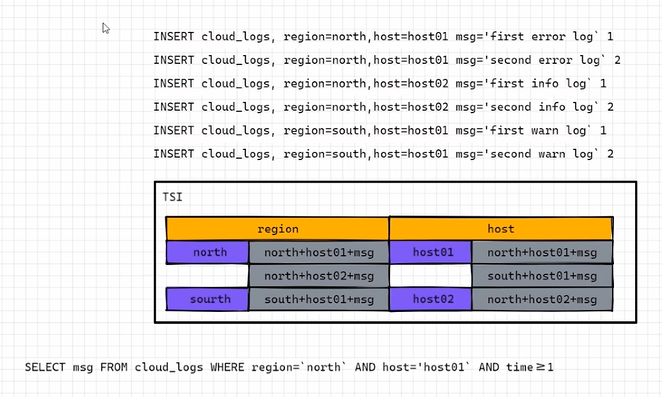 INSERT cloud_logs, region=north,host=host01 msg='first error log` 1
INSERT cloud_logs, region=north,host=host01 msg='second error log` 2
INSERT cloud_logs, region=north,host=host02 msg='first info log` 1
INSERT cloud_logs, region=north,host=host02 msg='second info log` 2
INSERT cloud_logs, region=south,host=host01 msg='first warn log` 1
INSERT cloud_logs, region=south,host=host01 msg='second warn log` 2
TSI
region host
north north+host01+msg host01 north+host01+msg
north+host02+msg south+host01+msg
sourth south+host01+msg host02 north+host02+msg
SELECT msg FROM cloud_logs WHERE region=`north` AND host='host01` AND time≥1